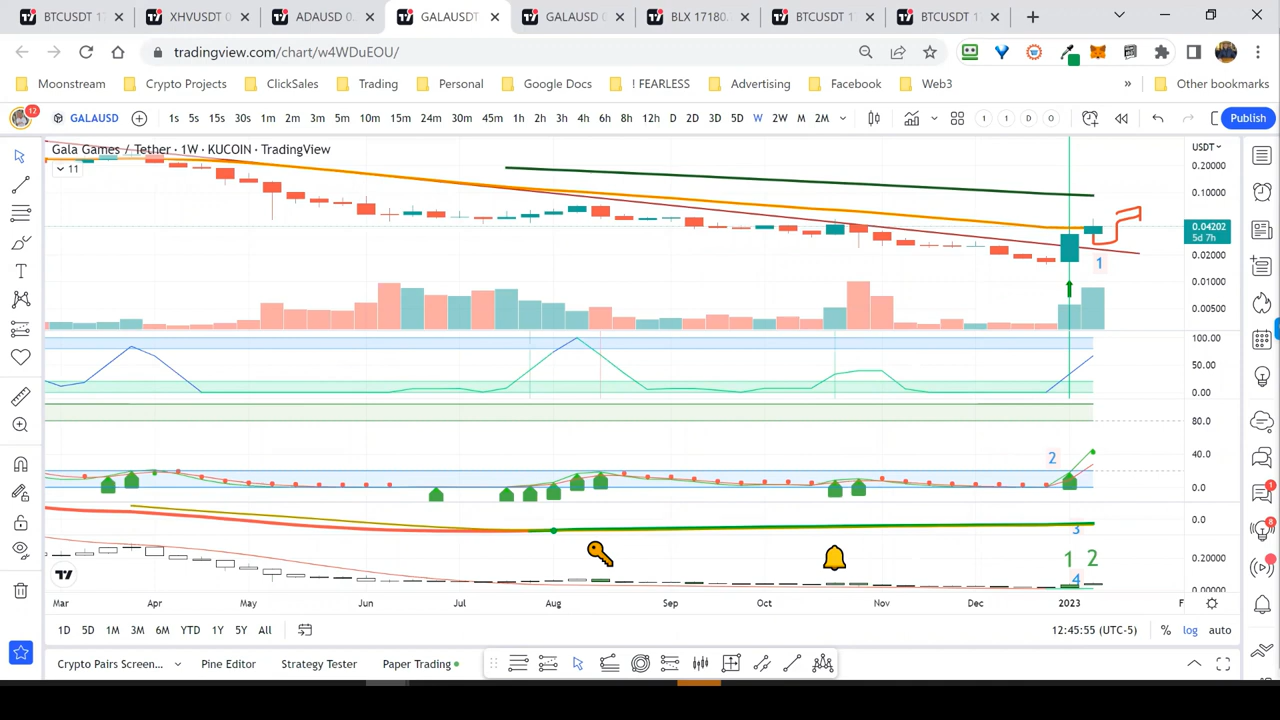 BTCUSDT 17
XHVUSDT 0
ADAUSD 0.
GALAUSDT
GALAUSD 0
BLX 17180.
BTCUSDT 1
BTCUSDT 1
tradingview.com/chart/w4WDuEOU/
Moonstream Crypto Projects ClickSales Trading Personal Google Docs ! FEARLESS Advertising Facebook Web3 » Other bookmarks
12 GALAUSD 1s 5s 15s 30s 1m 2m 3m 5m 10m 15m 24m 30m 45m 1h 2h 3h 4h 6h 8h 12h D 2D 3D 5D W 2W M 2M 1 1 D O Publish
Gala Games / Tether · 1W · KUCOIN · TradingView USDT
11
0.20000
0.10000
0.04202
5d 7h
0.02000
0.01000
0.00500
1
100.00
50.00
0.00
80.0
40.0
0.0
2
0.0
3
0.20000
0.00000
1 2
4
Mar Apr May Jun Jul Aug Sep Oct Nov Dec 2023 F
1D 5D 1M 3M 6M YTD 1Y 5Y All 12:45:55 (UTC-5) % log auto
Crypto Pairs Screen... Pine Editor Strategy Tester Paper Trading
1
8